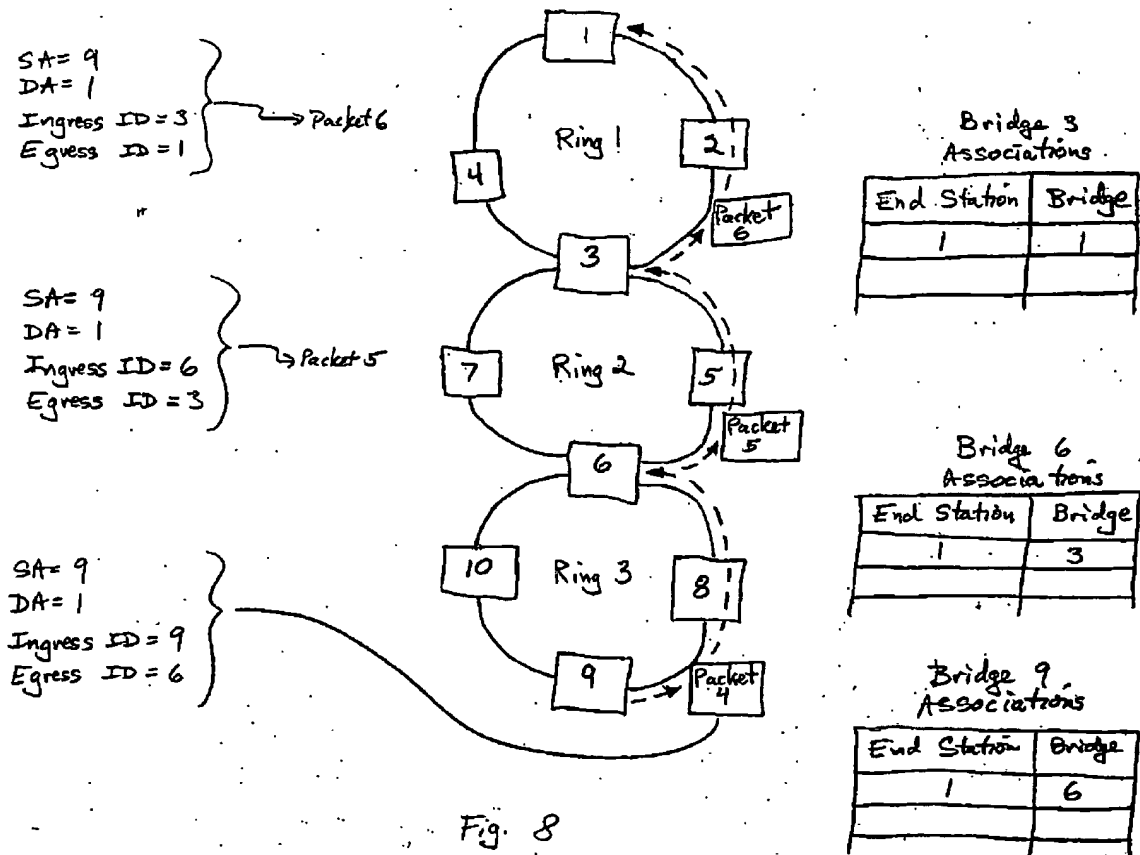 SA= 9
DA= 1
Ingress ID=3
Egress ID=1
Packet 6
SA= 9
DA= 1
Ingress ID=6
Egress ID=3
Packet 5
SA= 9
DA= 1
Ingress ID=9
Egress ID=6
1
Ring 1
2
4
Packet
6
3
7
Ring 2
5
Packet
5
6
10
Ring 3
8
9
Packet
4
Bridge 3
Associations
End Station Bridge
1 1
Bridge 6
Associations
End Station Bridge
1 3
Bridge 9
Associations
End Station Bridge
1 6
Fig. 8